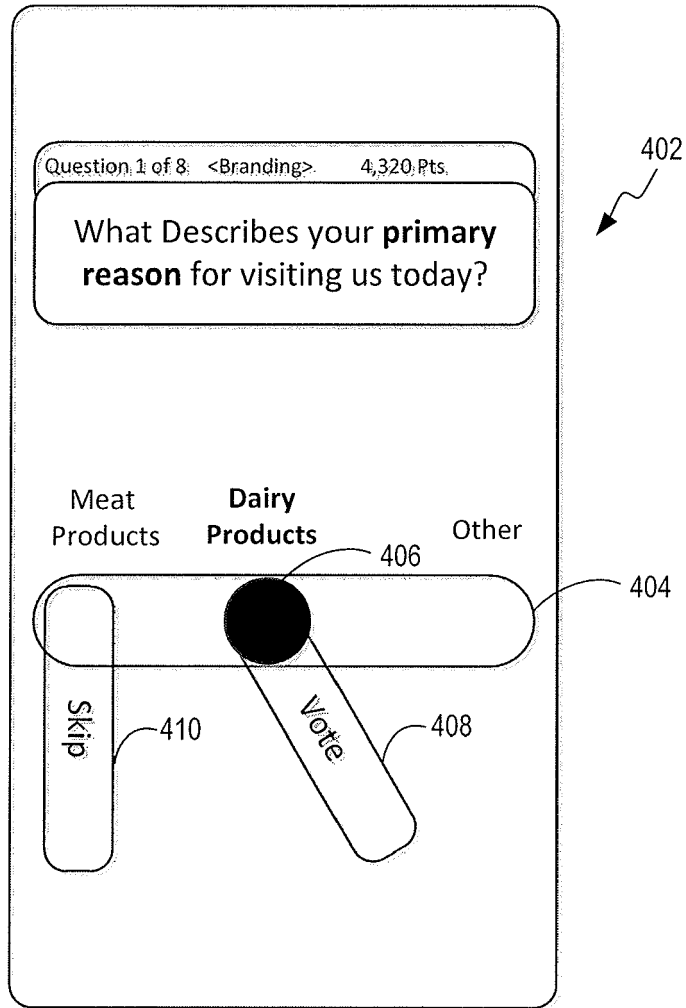 Question 1 of 8 <Branding> 4,320 Pts
What Describes your primary
reason for visiting us today?
402
Meat
Products
Dairy
Products
Other
406
404
Skip
410
Vote
408